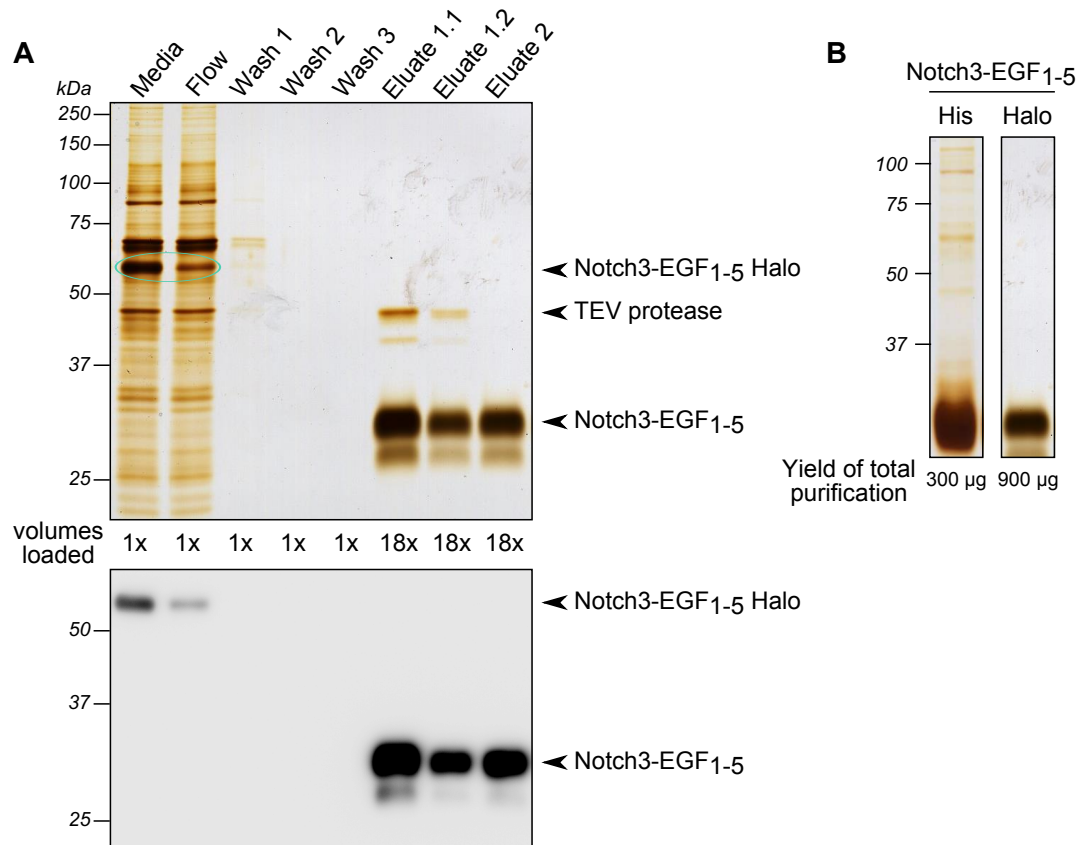 A
kDa
Media
Flow
Wash 1
Wash 2
Wash 3
Eluate 1.1
Eluate 1.2
Eluate 2
250
150
100
75
50
37
25
Notch3-EGF1-5 Halo
TEV protease
Notch3-EGF1-5
volumes
loaded
1x 1x 1x 1x 1x 18x 18x 18x
50
37
25
Notch3-EGF1-5 Halo
Notch3-EGF1-5
B
Notch3-EGF1-5
His Halo
100
75
50
37
Yield of total
purification
300 µg 900 µg